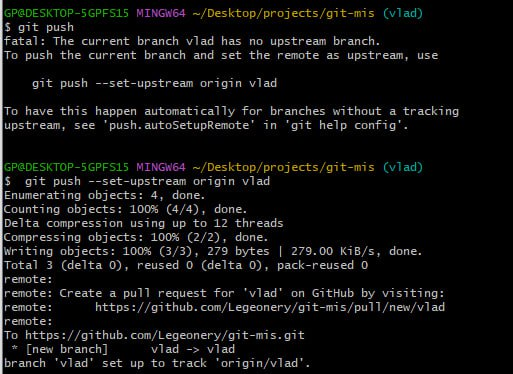 GP@DESKTOP-5GPFS15 MINGW64 ~/Desktop/projects/git-mis (vlad)
$ git push
fatal: The current branch vlad has no upstream branch.
To push the current branch and set the remote as upstream, use

    git push --set-upstream origin vlad

To have this happen automatically for branches without a tracking
upstream, see 'push.autoSetupRemote' in 'git help config'.

GP@DESKTOP-5GPFS15 MINGW64 ~/Desktop/projects/git-mis (vlad)
$  git push --set-upstream origin vlad
Enumerating objects: 4, done.
Counting objects: 100% (4/4), done.
Delta compression using up to 12 threads
Compressing objects: 100% (2/2), done.
Writing objects: 100% (3/3), 279 bytes | 279.00 KiB/s, done.
Total 3 (delta 0), reused 0 (delta 0), pack-reused 0
remote:
remote: Create a pull request for 'vlad' on GitHub by visiting:
remote:      https://github.com/Legeonery/git-mis/pull/new/vlad
remote:
To https://github.com/Legeonery/git-mis.git
 * [new branch]      vlad -> vlad
branch 'vlad' set up to track 'origin/vlad'.